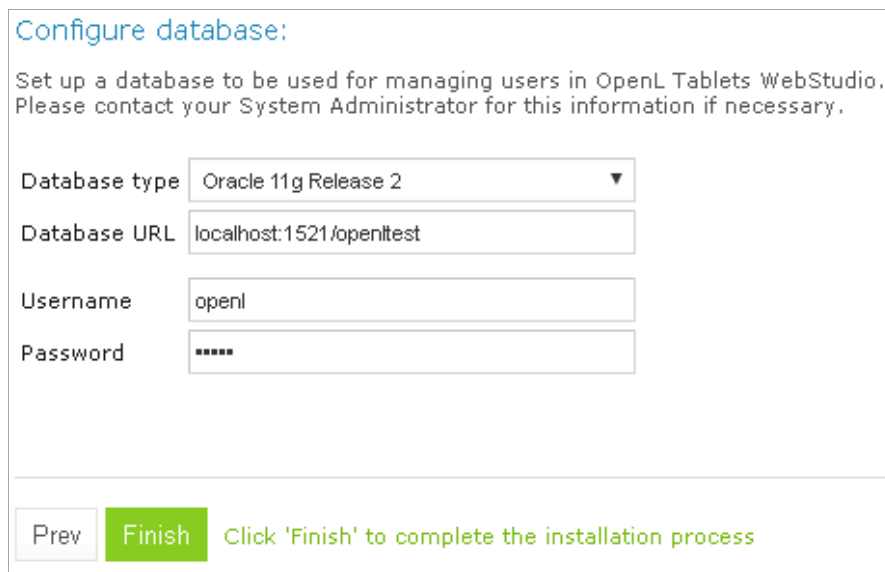 Configure database:
Set up a database to be used for managing users in OpenL Tablets WebStudio.
Please contact your System Administrator for this information if necessary.
Database type Oracle 11g Release 2
Database URL localhost:1521/openltest
Username openl
Password •••••
Prev Finish Click 'Finish' to complete the installation process